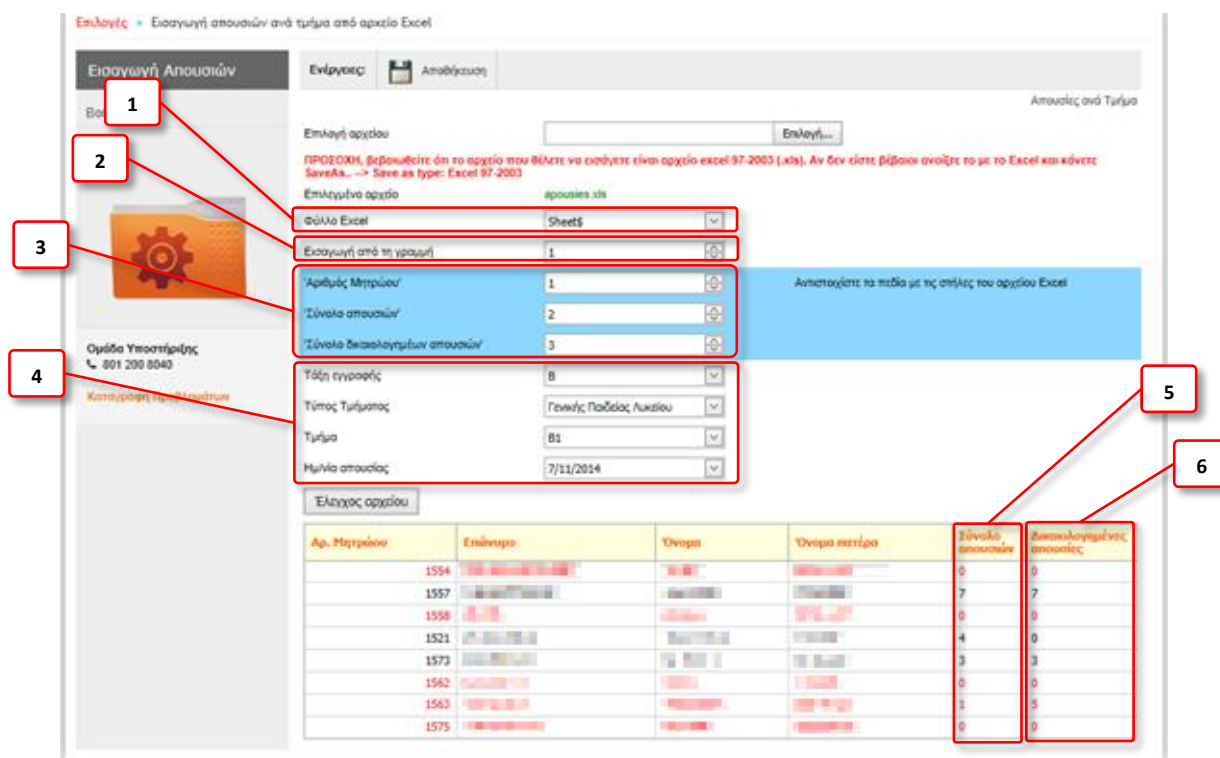 Επιλογές » Εισαγωγή απουσιών ανά τμήμα από αρχείο Excel
Εισαγωγή Απουσιών
Ενέργειες: Αποθήκευση
1
Απουσίες ανά Τμήμα
Επιλογή αρχείου Επιλογή...
2
ΠΡΟΣΟΧΗ, βεβαιωθείτε ότι το αρχείο που θέλετε να εισάγετε είναι αρχείο excel 97-2003 (.xls). Αν δεν είστε βέβαιοι ανοίξτε το με το Excel και κάνετε
SaveAs.. --> Save as type: Excel 97-2003
Επιλεγμένο αρχείο apousies.xls
Φύλλο Excel Sheet$
3
Εισαγωγή από τη γραμμή 1
'Αριθμός Μητρώου' 1 Αντιστοιχίστε τα πεδία με τις στήλες του αρχείου Excel
'Σύνολο απουσιών' 2
'Σύνολο δικαιολογημένων απουσιών' 3
Ομάδα Υποστήριξης
801 200 8040
4
Τάξη εγγραφής Β
Καταγραφή Προβλημάτων
5
Τύπος Τμήματος Γενικής Παιδείας Λυκείου
Τμήμα Β1
6
Ημ/νία απουσίας 7/11/2014
Έλεγχος αρχείου
Αρ. Μητρώου Επώνυμο Όνομα Όνομα πατέρα Σύνολο απουσιών Δικαιολογημένες απουσίες
1554 0 0
1557 7 7
1558 0 0
1521 4 0
1573 3 3
1562 0 0
1563 1 5
1575 0 0